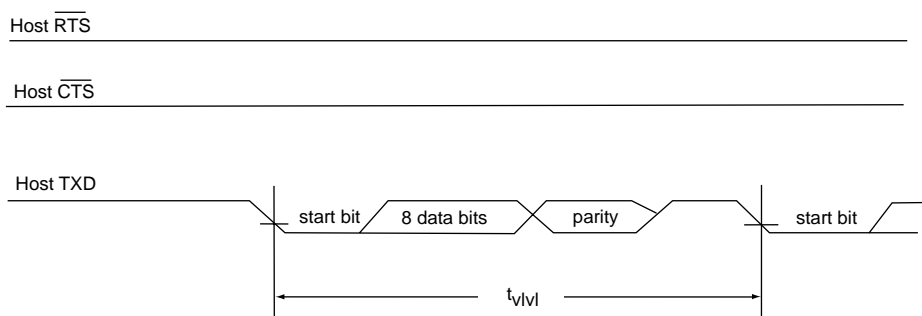 Host RTS
Host CTS
Host TXD
start bit 8 data bits parity start bit
tvlvl